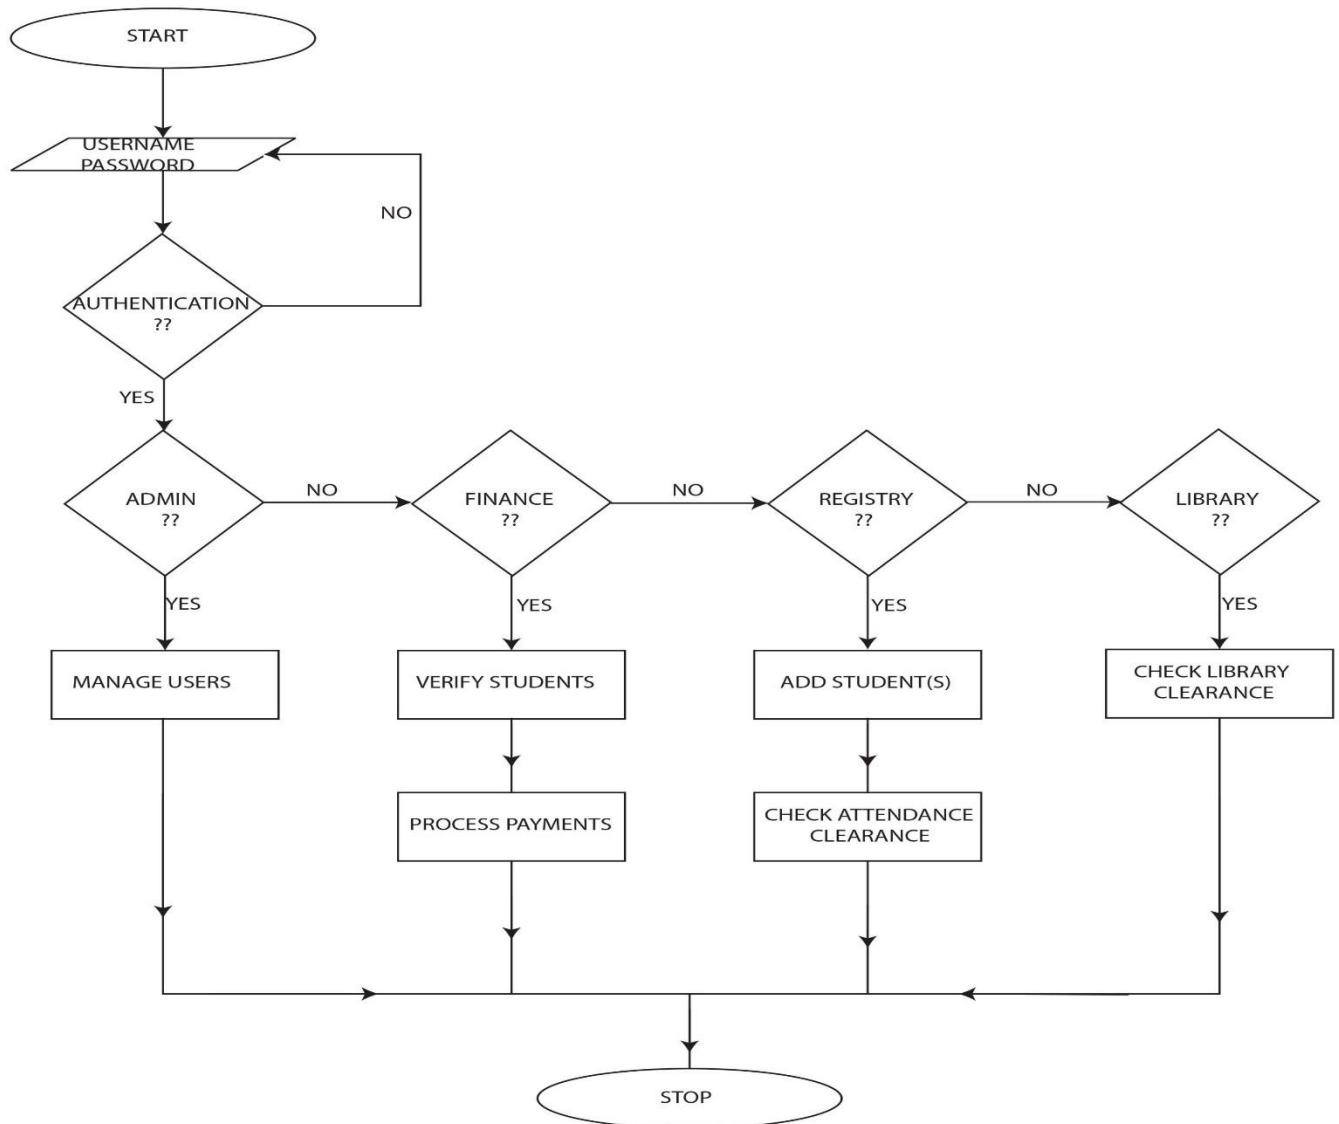 START
USERNAME
PASSWORD
NO
AUTHENTICATION
??
YES
ADMIN
??
NO
FINANCE
??
NO
REGISTRY
??
NO
LIBRARY
??
YES
YES
YES
YES
MANAGE USERS
VERIFY STUDENTS
ADD STUDENT(S)
CHECK LIBRARY
CLEARANCE
PROCESS PAYMENTS
CHECK ATTENDANCE
CLEARANCE
STOP